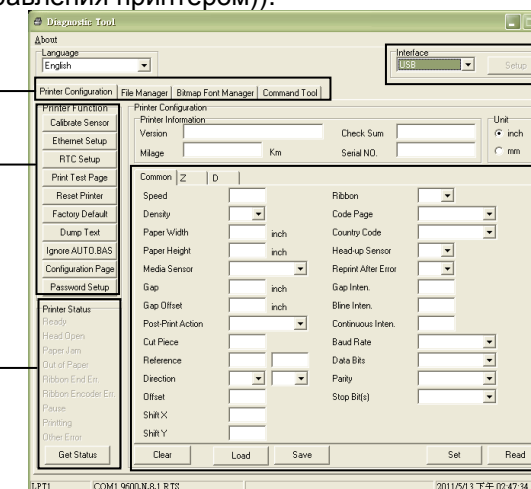 равления принтером)).
Diagnostic Tool
About
Language
English
Interface
USB
Setup
Printer Configuration File Manager Bitmap Font Manager Command Tool
Printer Function
Calibrate Sensor
Ethernet Setup
RTC Setup
Print Test Page
Reset Printer
Factory Default
Dump Text
Ignore AUTO.BAS
Configuration Page
Password Setup
Printer Status
Ready
Head Open
Paper Jam
Out of Paper
Ribbon End Err.
Ribbon Encoder Err.
Pause
Printting
Other Error
Get Status
Printer Configuration
Printer Information
Version
Check Sum
Milage Km
Serial NO.
Unit
inch
mm
Common Z D
Speed
Density
Paper Width inch
Paper Height inch
Media Sensor
Gap inch
Gap Offset inch
Post-Print Action
Cut Piece
Reference
Direction
Offset
Shift X
Shift Y
Ribbon
Code Page
Country Code
Head-up Sensor
Reprint After Error
Gap Inten.
Bline Inten.
Continuous Inten.
Baud Rate
Data Bits
Parity
Stop Bit(s)
Clear Load Save Set Read
LPT1 COM1 9600,N,8,1 RTS 2011/5/13 下午 02:47:34